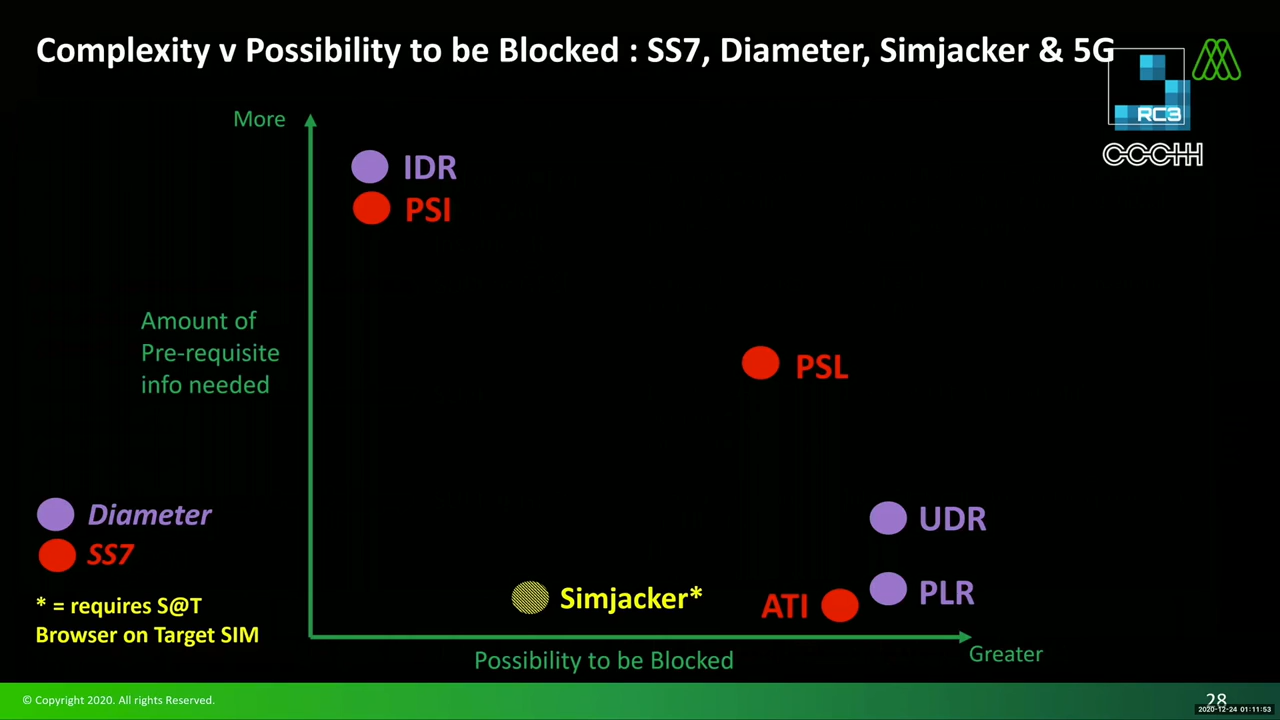 Complexity v Possibility to be Blocked : SS7, Diameter, Simjacker & 5G
RC3
CCCHH
More
IDR
PSI
Amount of
Pre-requisite
info needed
PSL
Diameter
SS7
UDR
* = requires S@T
Browser on Target SIM
Simjacker*
ATI
PLR
Possibility to be Blocked
Greater
© Copyright 2020. All rights Reserved.
28
2020-12-24 01:11:53